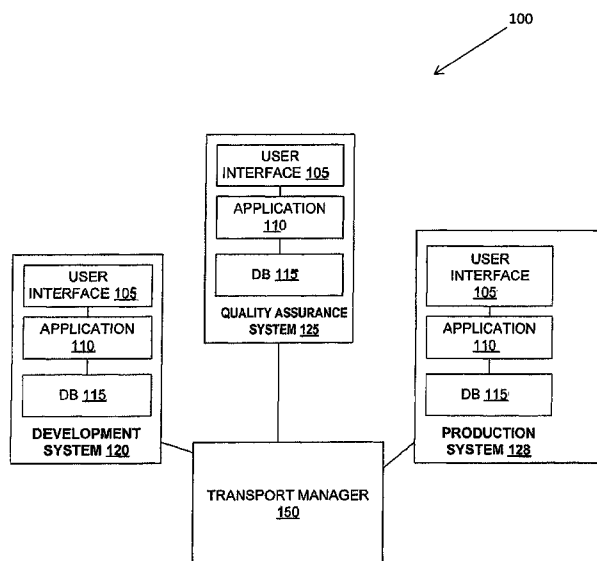 100
USER
INTERFACE 105
APPLICATION
110
DB 115
QUALITY ASSURANCE
SYSTEM 125
USER
INTERFACE 105
APPLICATION
110
DB 115
DEVELOPMENT
SYSTEM 120
USER
INTERFACE
105
APPLICATION
110
DB 115
PRODUCTION
SYSTEM 128
TRANSPORT MANAGER
150